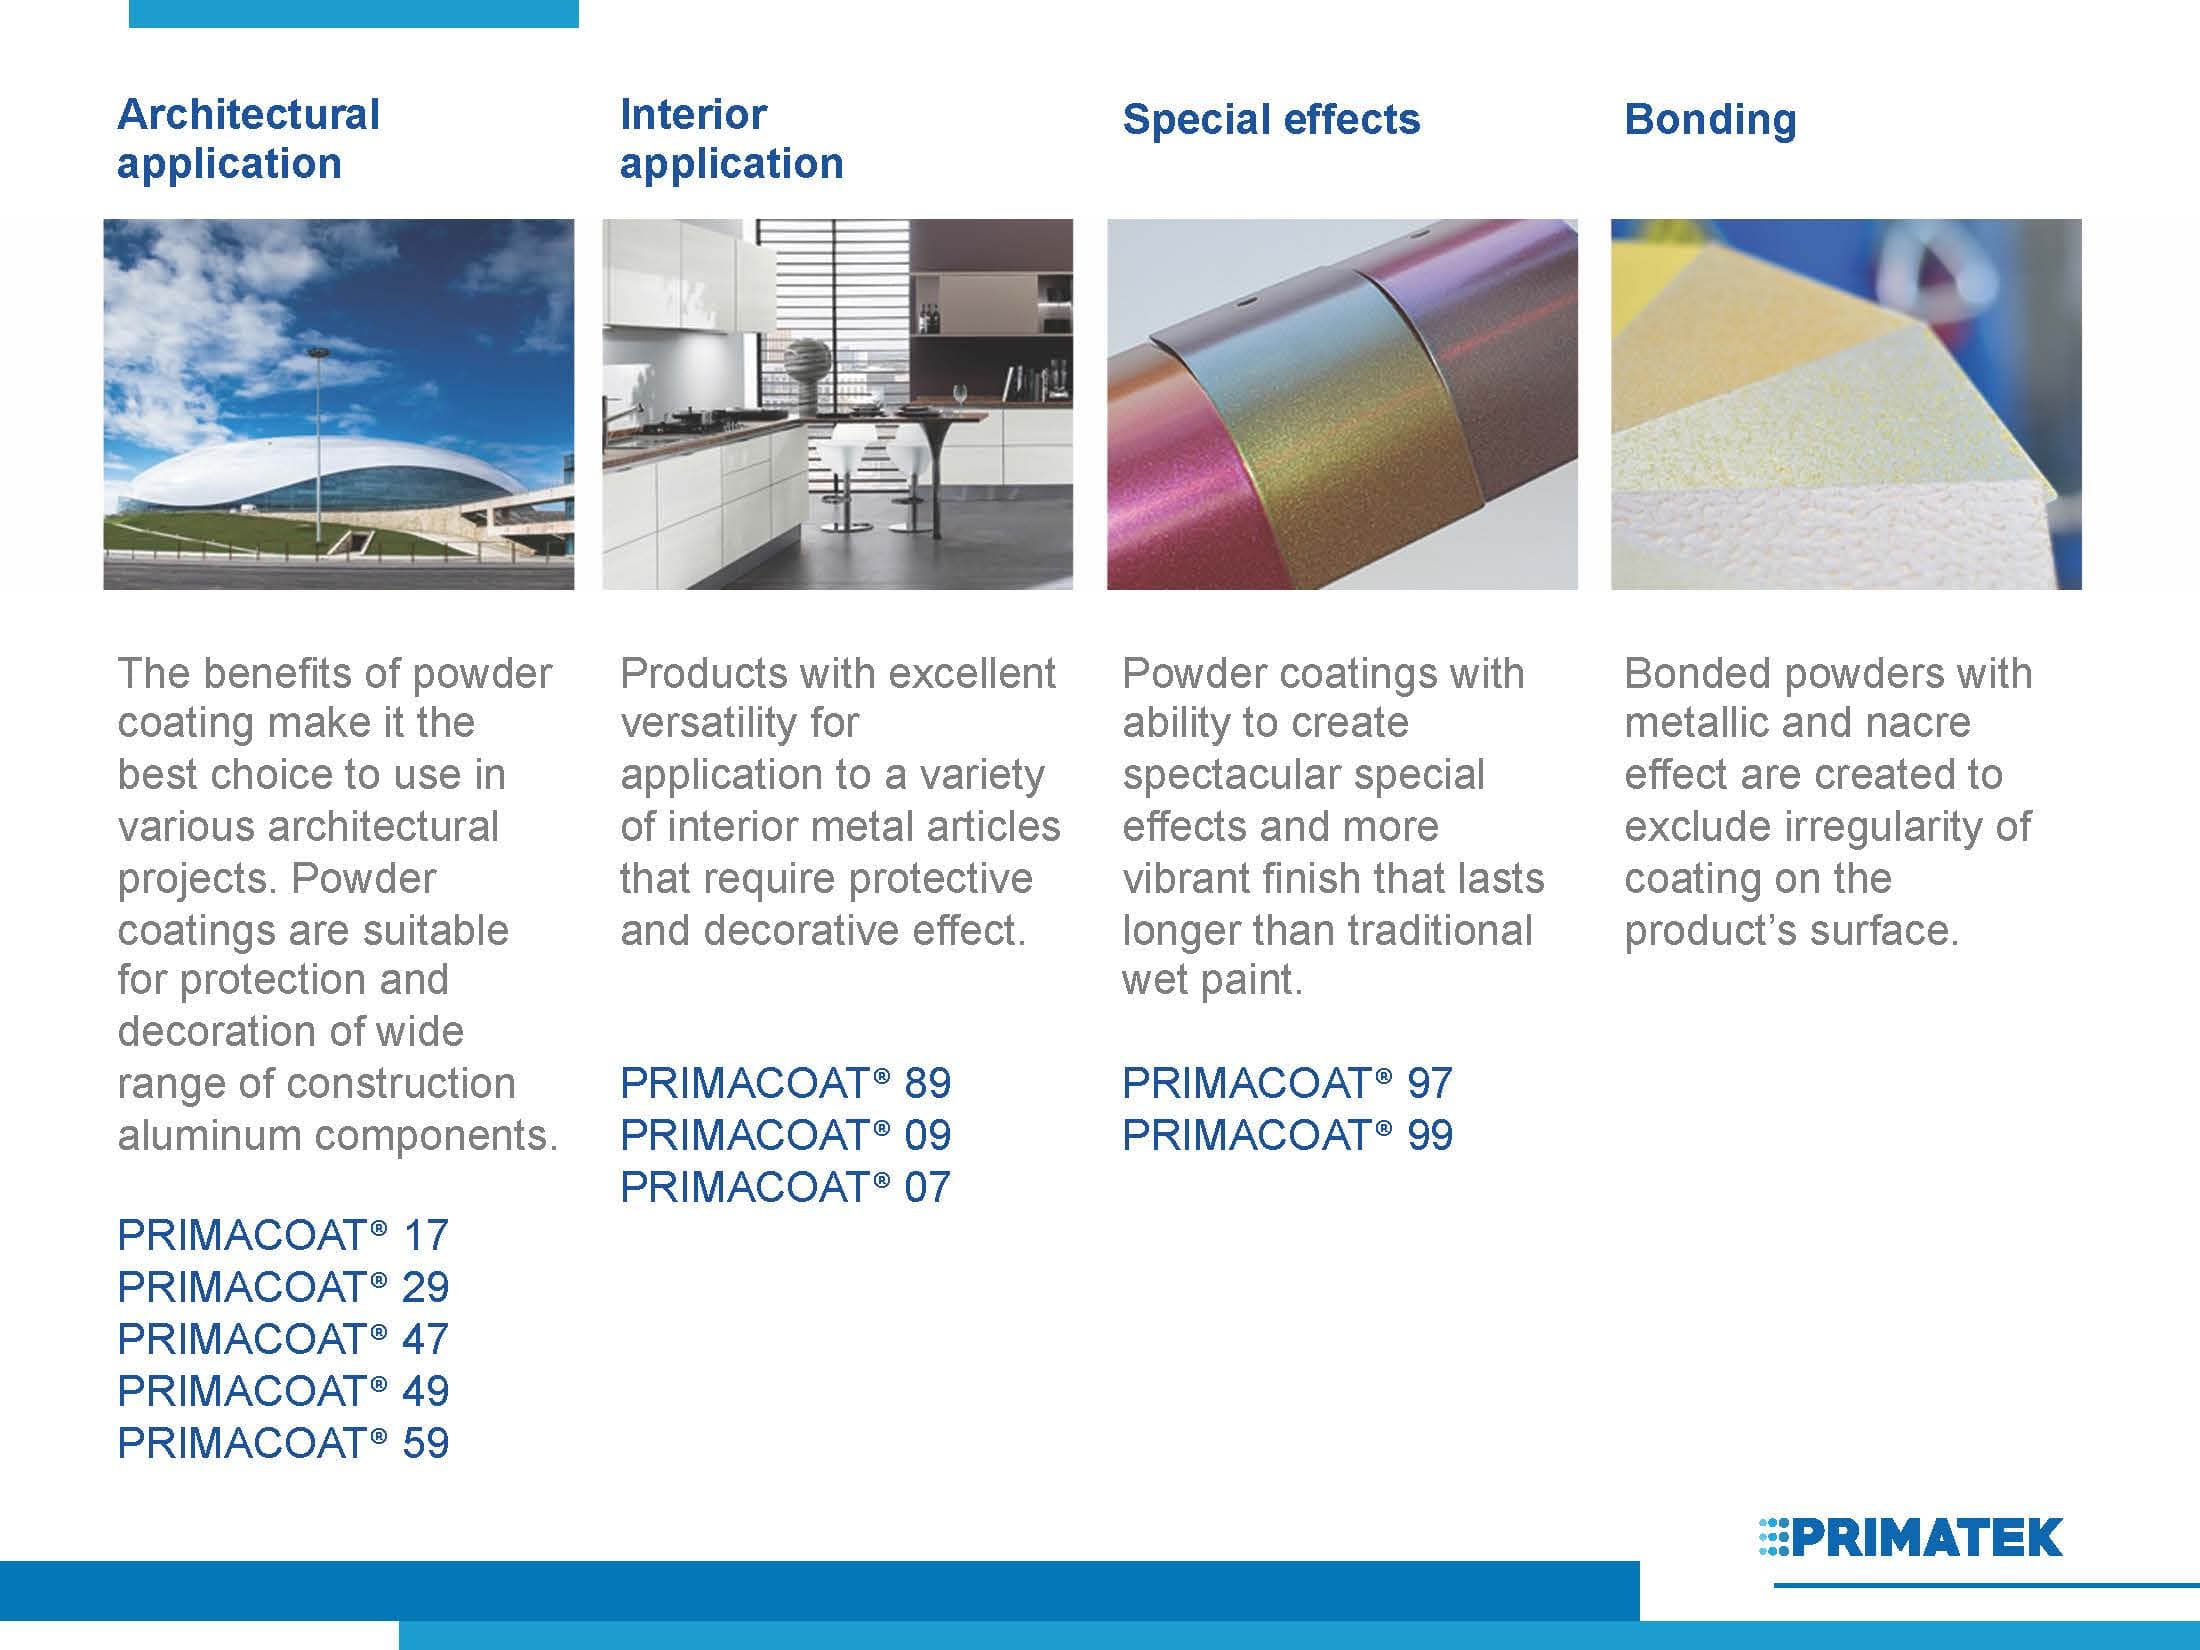 Architectural
application
The benefits of powder
coating make it the
best choice to use in
various architectural
projects. Powder
coatings are suitable
for protection and
decoration of wide
range of construction
aluminum components.
PRIMACOAT® 17
PRIMACOAT® 29
PRIMACOAT® 47
PRIMACOAT® 49
PRIMACOAT® 59
Interior
application
Products with excellent
versatility for
application to a variety
of interior metal articles
that require protective
and decorative effect.
PRIMACOAT® 89
PRIMACOAT® 09
PRIMACOAT® 07
Special effects
Powder coatings with
ability to create
spectacular special
effects and more
vibrant finish that lasts
longer than traditional
wet paint.
PRIMACOAT® 97
PRIMACOAT® 99
Bonding
Bonded powders with
metallic and nacre
effect are created to
exclude irregularity of
coating on the
product’s surface.
PRIMATEK